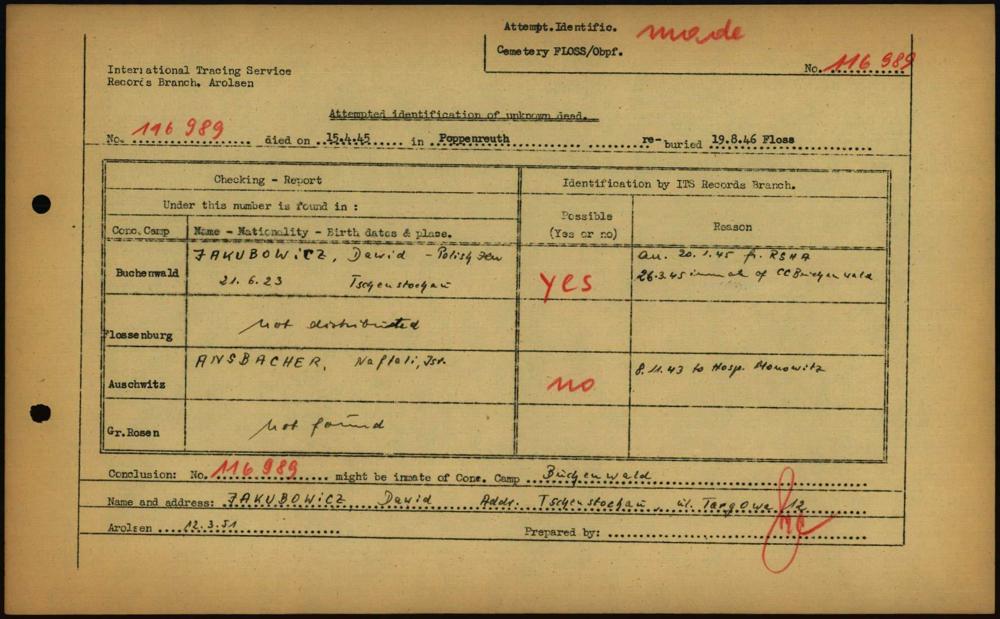 Attempt.Identific. made
Cemetery FLOSS/Obpf.
No. 116 989
International Tracing Service
Records Branch, Arolsen
Attempted identification of unknown dead.
No. 116 989 died on 15.4.45 in Poppenreuth re-buried 19.8.46 Floss
Checking - Report
Identification by ITS Records Branch.
Under this number is found in :
Possible (Yes or no)
Reason
Conc.Camp
Name - Nationality - Birth dates & place.
Buchenwald
JAKUBOWICZ, Dawid - Polish Jew
21.6.23 Tschenstochau
YES
arr. 20.1.45 fr. RSHA
26.3.45 inmate of CC Buchenwald
Flossenburg
not distributed
Auschwitz
ANSBACHER, Naftali, Isr.
no
8.11.43 to Hosp. Monowitz
Gr.Rosen
not found
Conclusion: No. 116 989 might be inmate of Conc. Camp Buchenwald
Name and address: JAKUBOWICZ Dawid Addr. Tschenstochau, ul. Targowa 12
Arolsen 12.3.51
Prepared by: